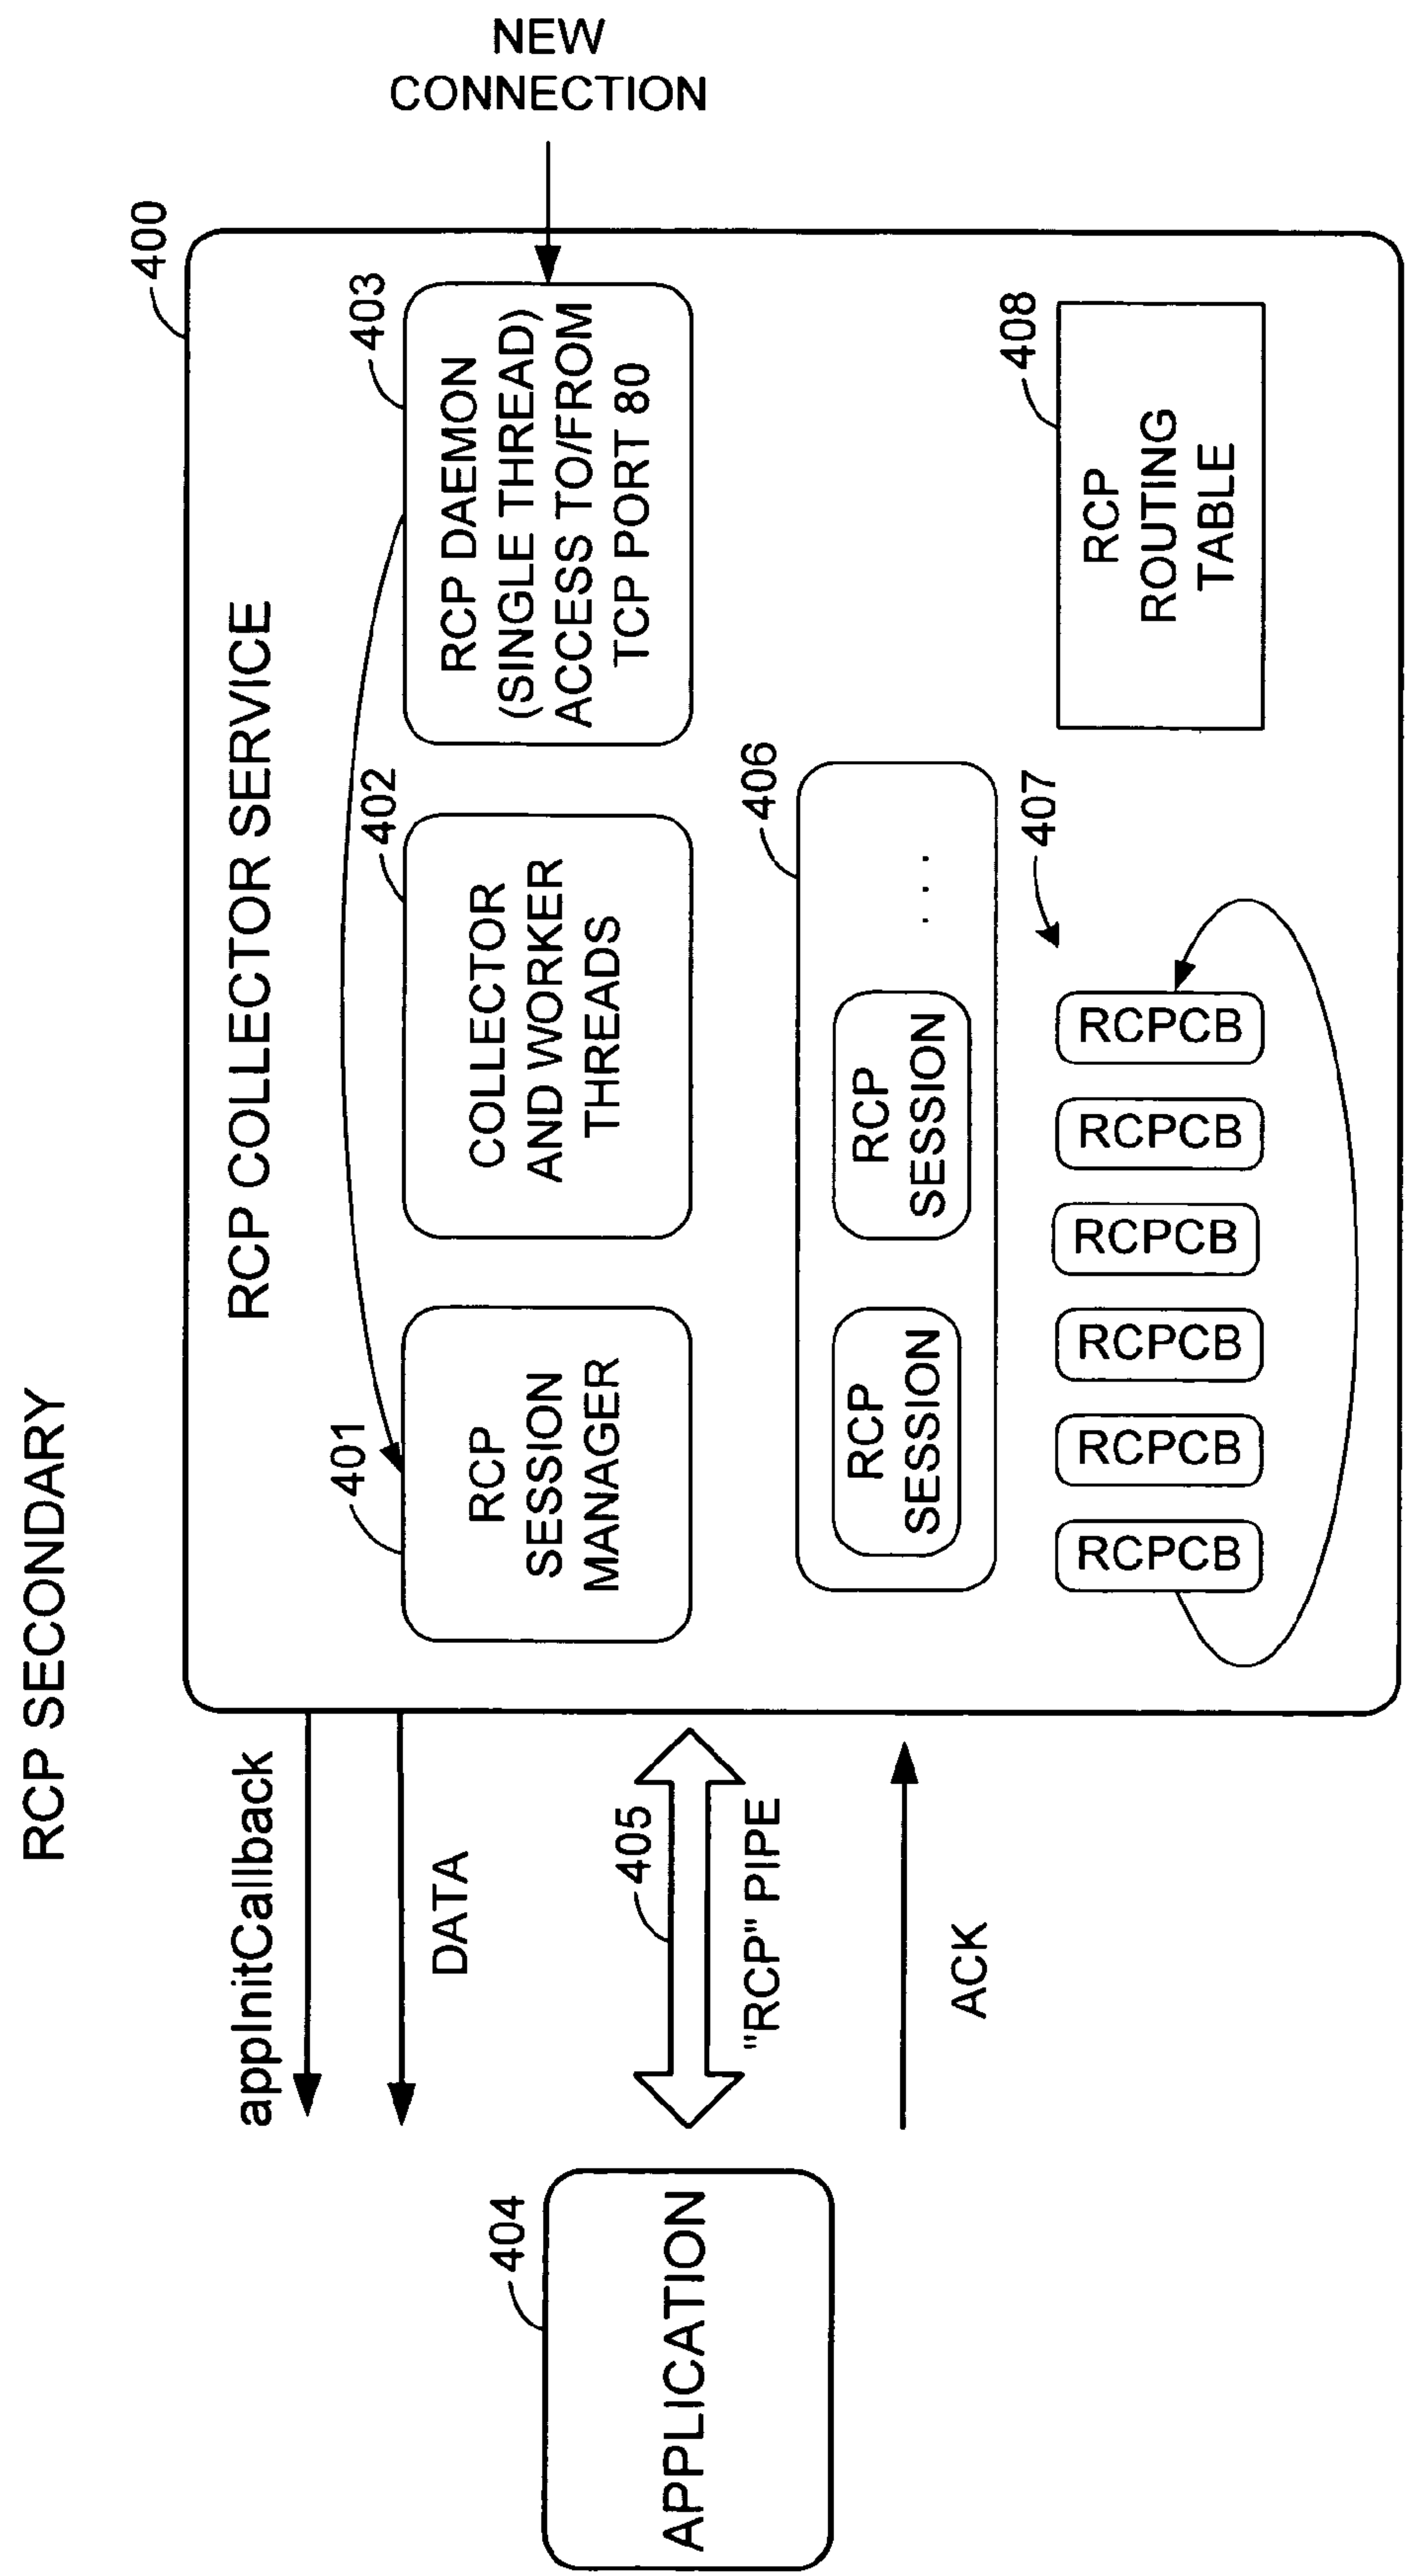 RCP SECONDARY
NEW
CONNECTION
400
RCP COLLECTOR SERVICE
appInitCallback
DATA
405
"RCP" PIPE
ACK
404
APPLICATION
401
RCP
SESSION
MANAGER
402
COLLECTOR
AND WORKER
THREADS
403
RCP DAEMON
(SINGLE THREAD)
ACCESS TO/FROM
TCP PORT 80
406
RCP
SESSION
RCP
SESSION
. . .
407
RCPCB
RCPCB
RCPCB
RCPCB
RCPCB
RCPCB
408
RCP
ROUTING
TABLE